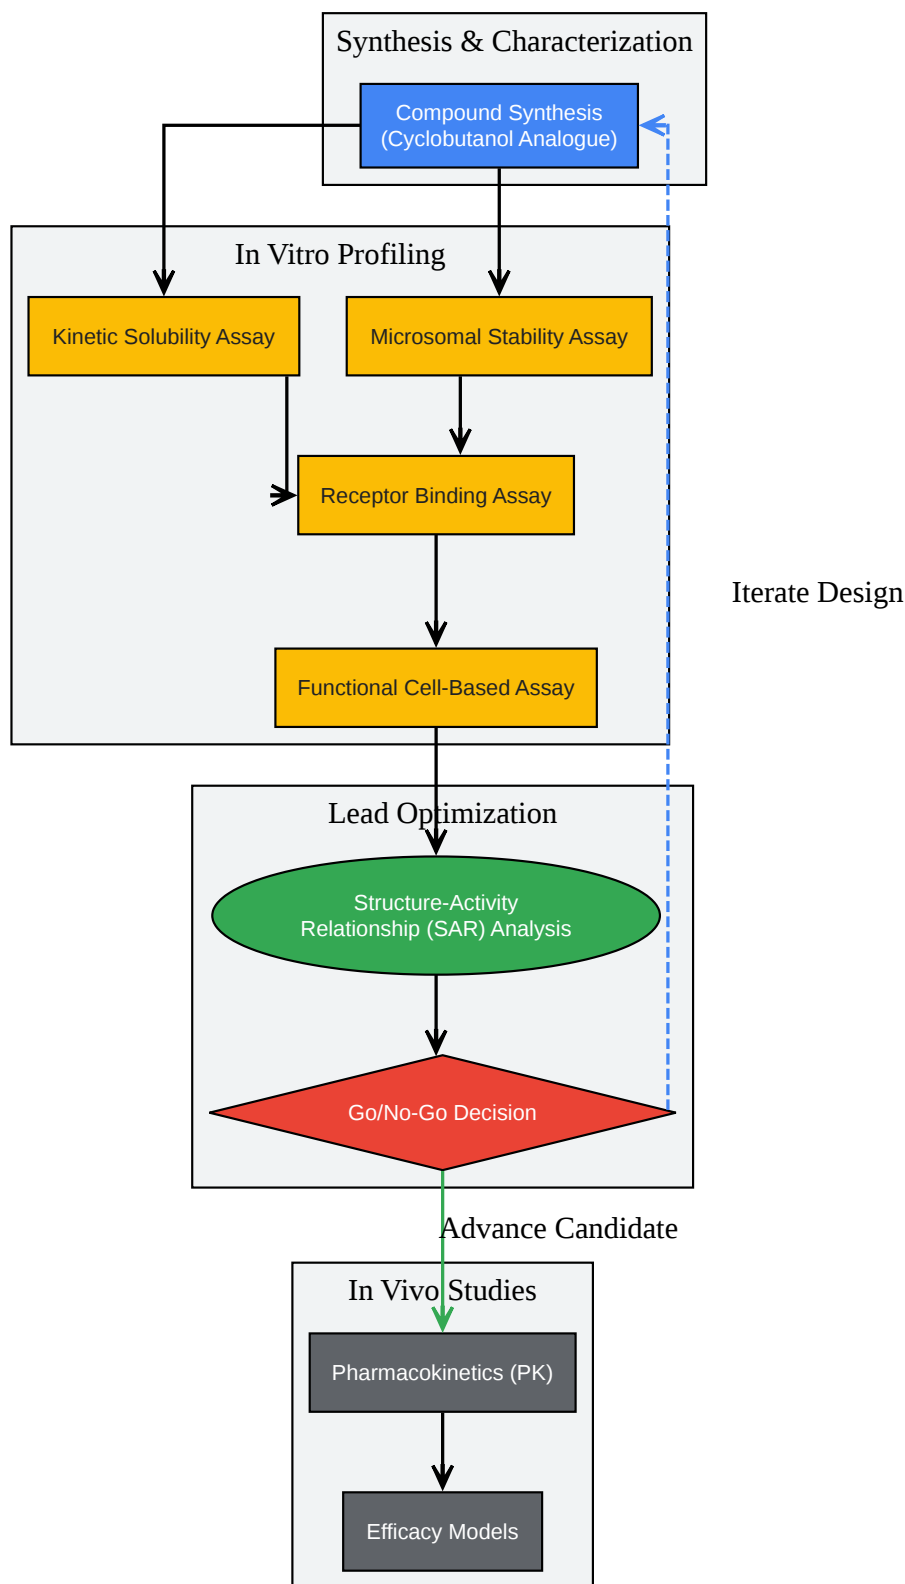 Synthesis & Characterization
Compound Synthesis
(Cyclobutanol Analogue)
In Vitro Profiling
Kinetic Solubility Assay
Microsomal Stability Assay
Receptor Binding Assay
Iterate Design
Functional Cell-Based Assay
Lead Optimization
Structure-Activity
Relationship (SAR) Analysis
Go/No-Go Decision
Advance Candidate
In Vivo Studies
Pharmacokinetics (PK)
Efficacy Models